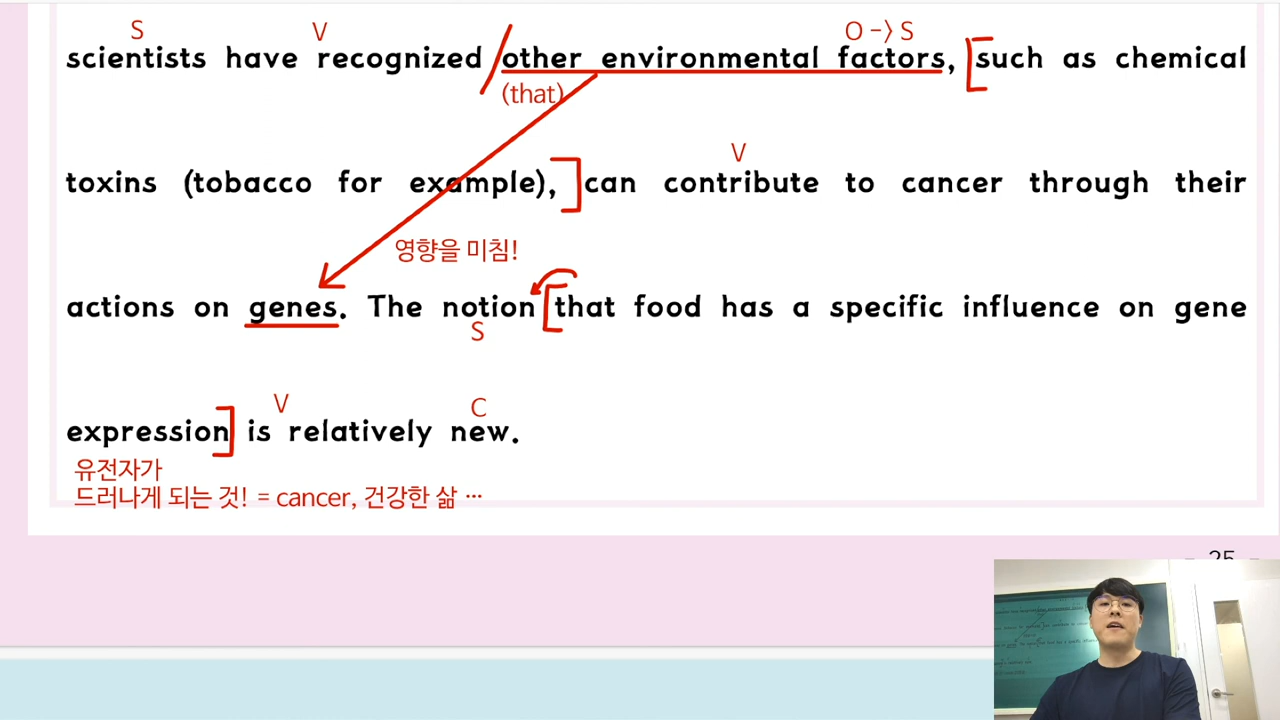 S V O -> S
scientists have recognized / other environmental factors, [such as chemical
(that)
V
toxins (tobacco for example),] can contribute to cancer through their
영향을 미침!
actions on genes. The notion [that food has a specific influence on gene
S
V C
expression] is relatively new.
유전자가
드러나게 되는 것! = cancer, 건강한 삶 ...
- 25 -